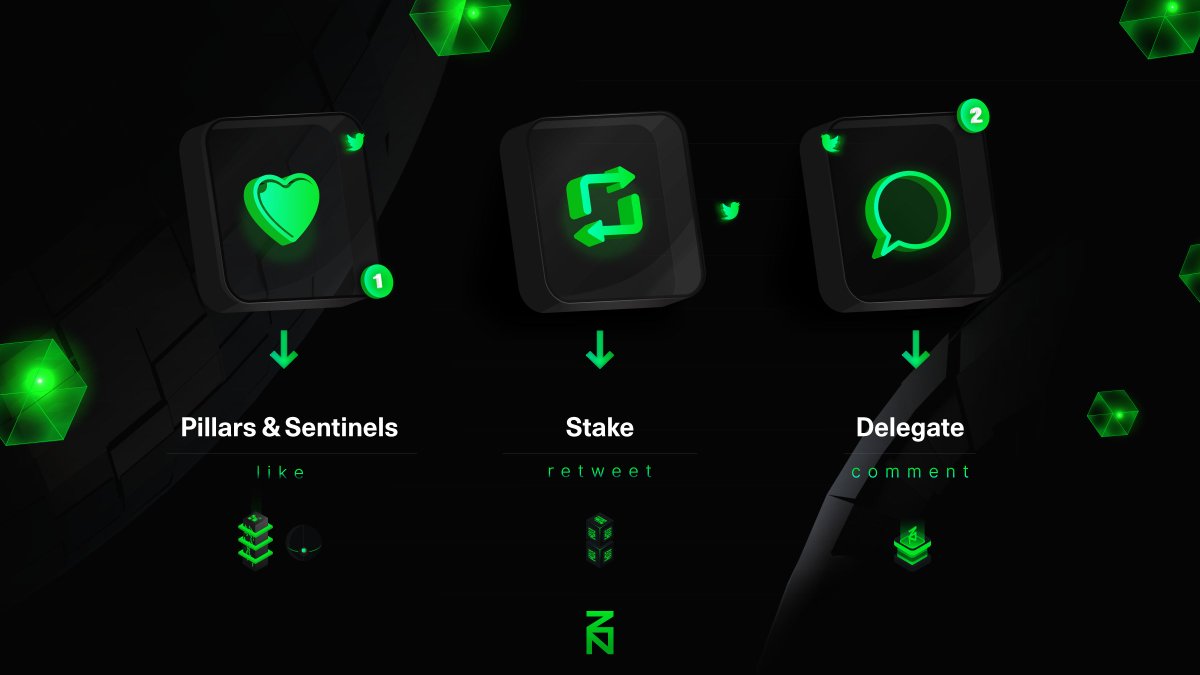 2
1
Pillars & Sentinels
Stake
Delegate
like
retweet
comment